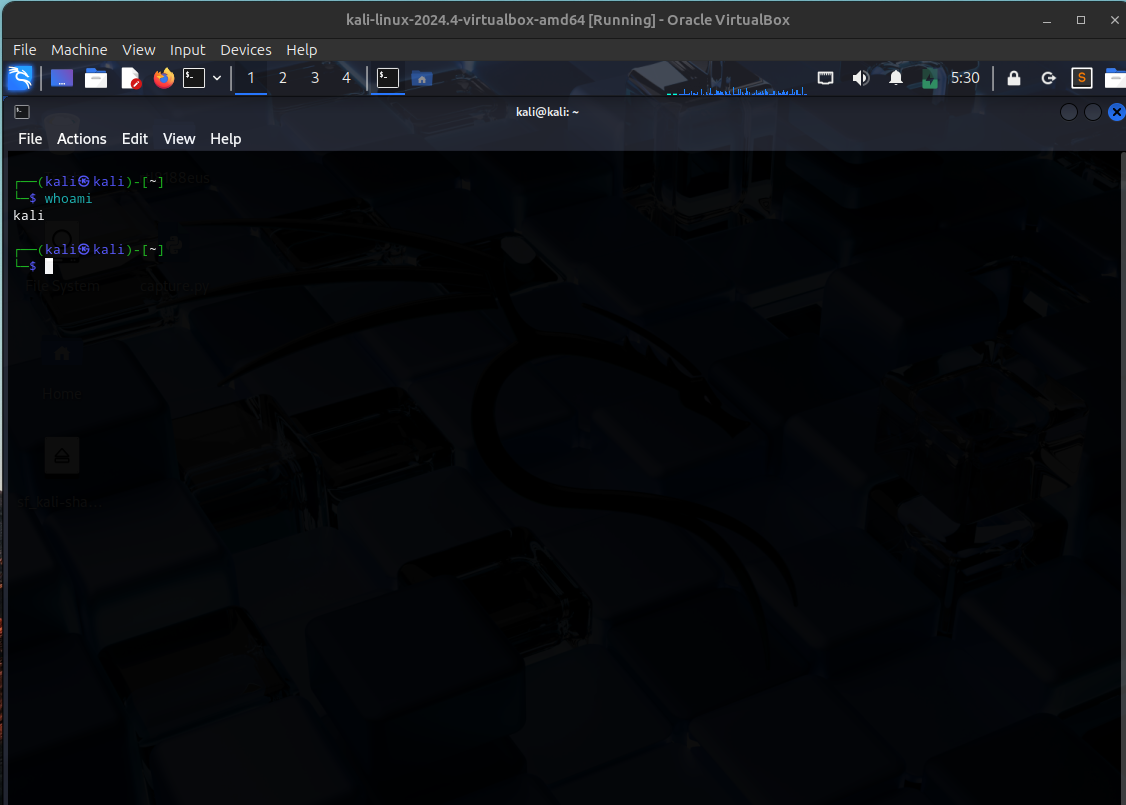 kali-linux-2024.4-virtualbox-amd64 [Running] - Oracle VirtualBox
File Machine View Input Devices Help
1 2 3 4 5:30 S
kali@kali: ~
File Actions Edit View Help
┌──(kali㉿kali)-[~]
└─$ whoami
kali
┌──(kali㉿kali)-[~]
└─$
File System capture.py
Home
sf_kali-sha...